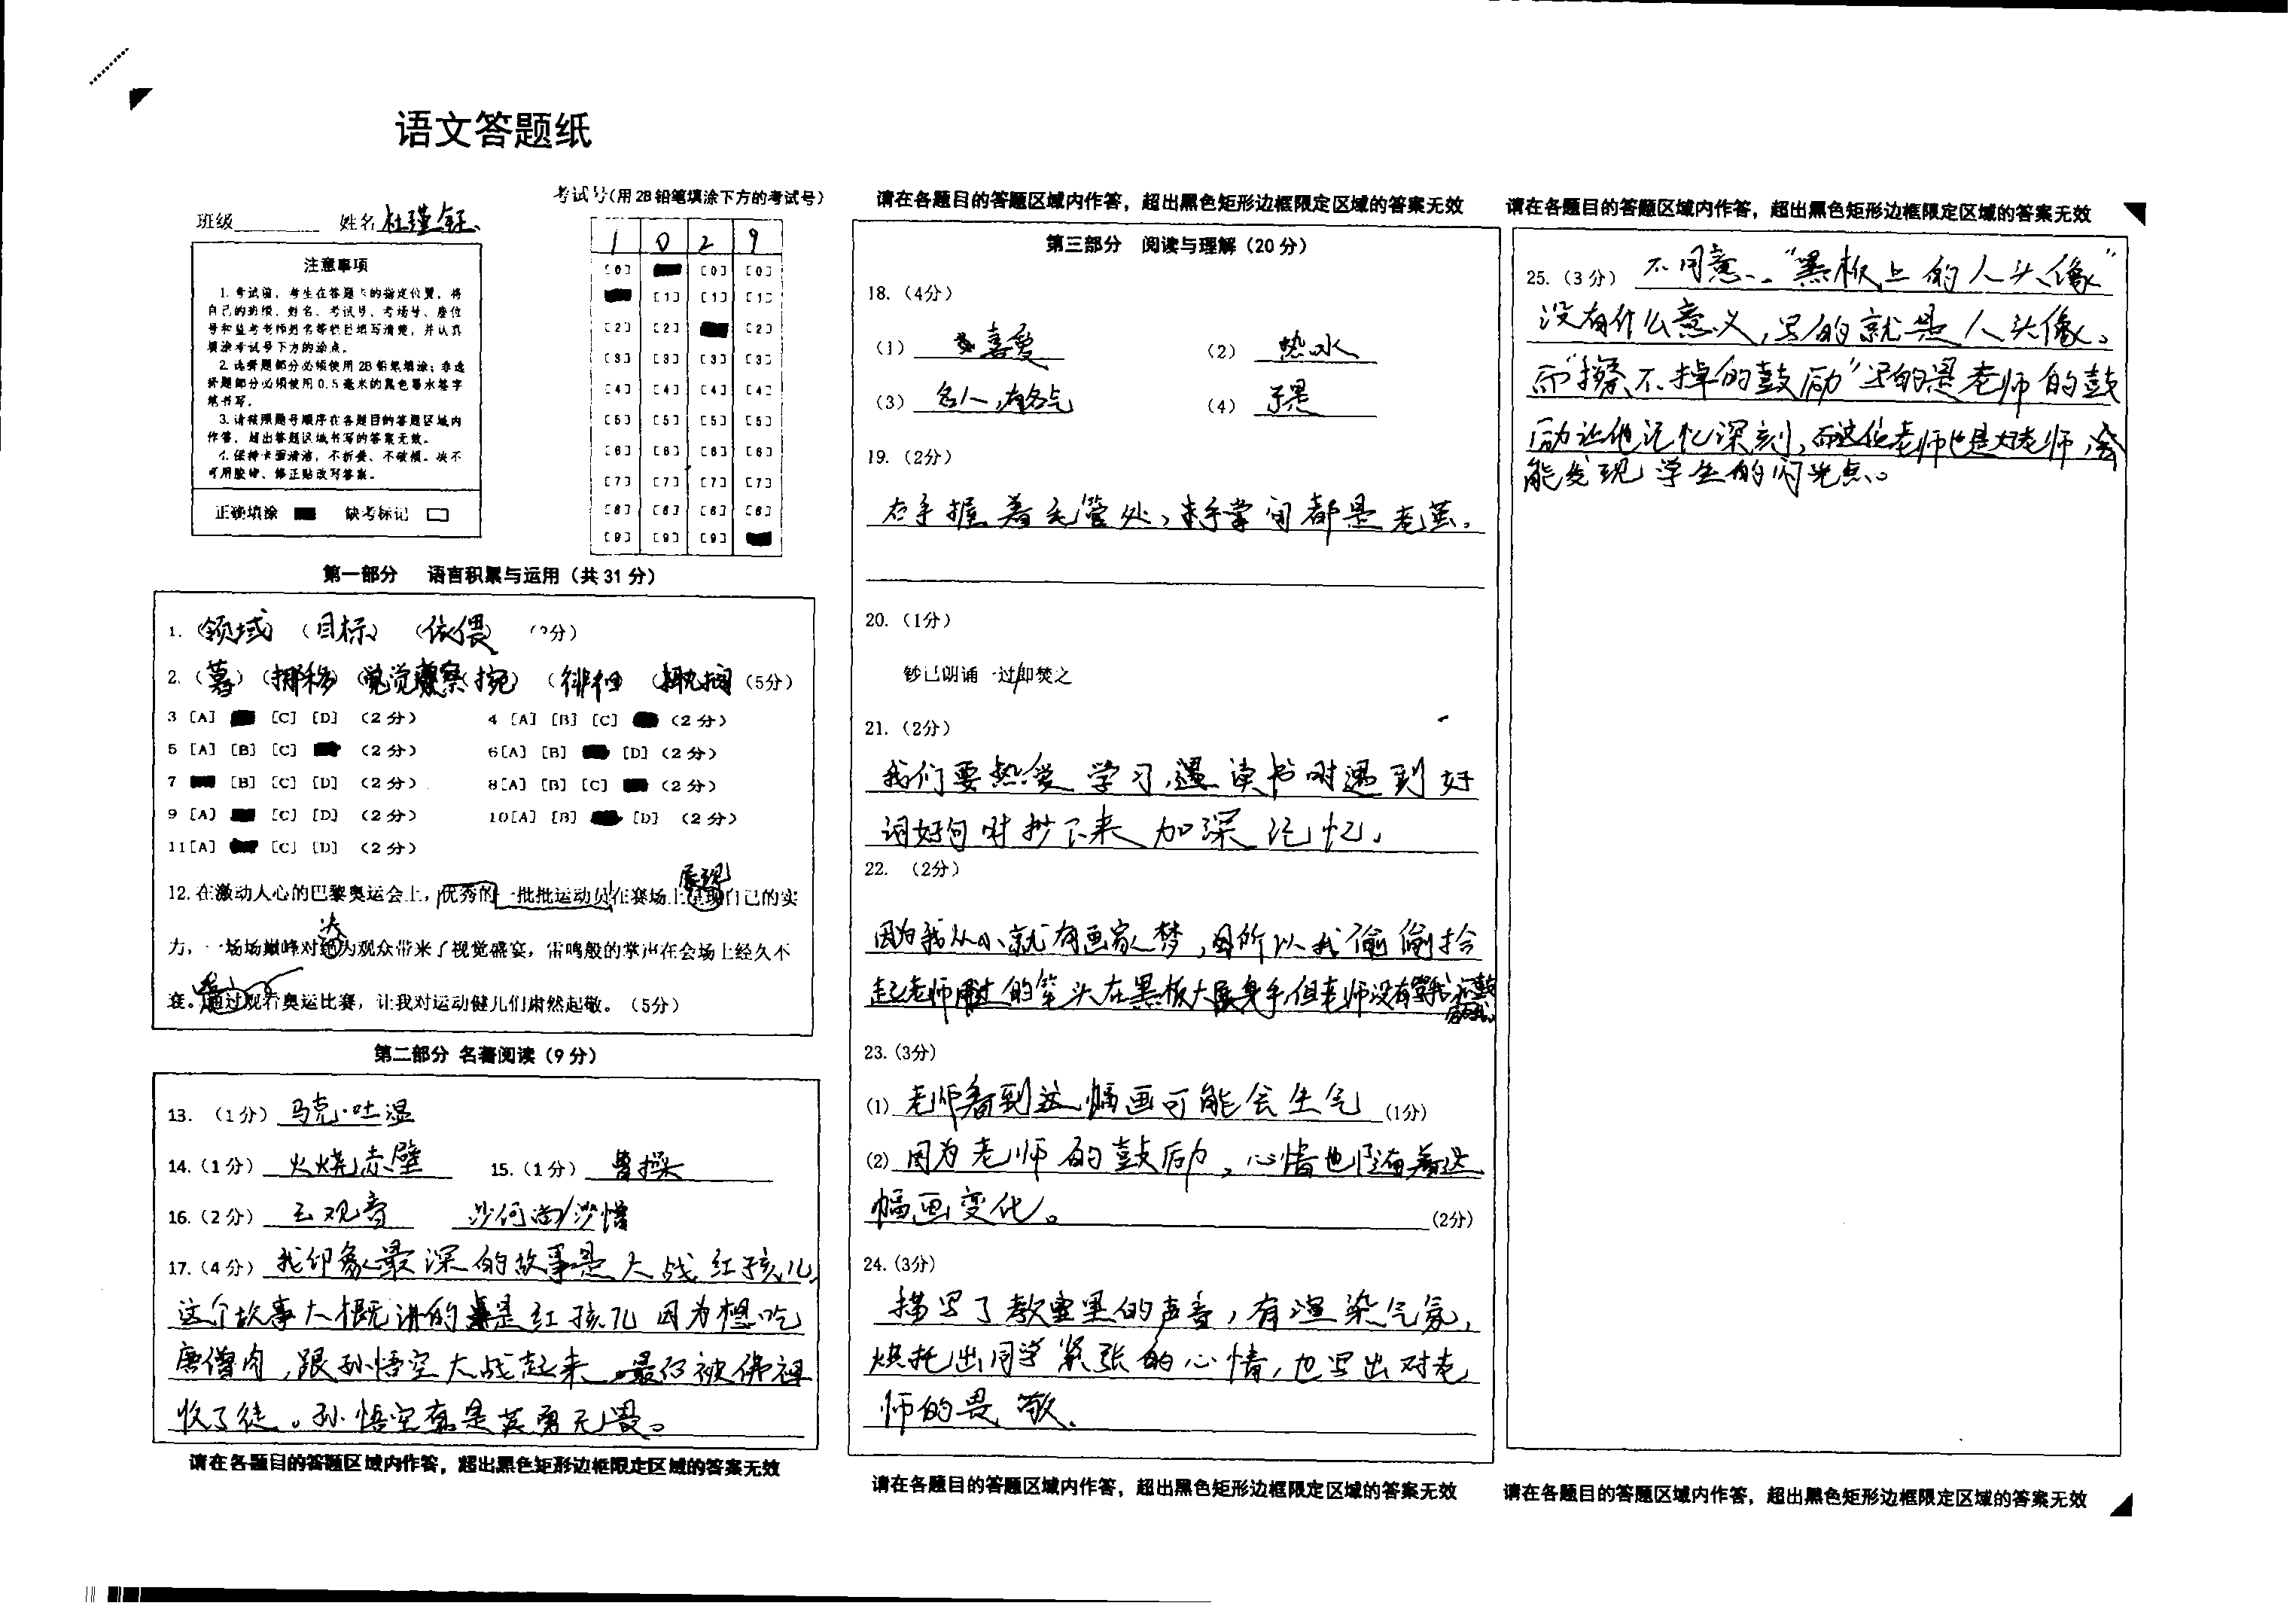 语文答题纸
班级 姓名 杜瑾钰
考试号(用2B铅笔填涂下方的考试号)
1 0 2 9
注意事项
1. 考试前，考生在答题卡的指定位置，将
自己的班级、姓名、考试号、考场号、座位
号和监考老师姓名等栏目填写清楚，并认真
填涂考试号下方的涂点。
2. 选择题部分必须使用2B铅笔填涂；非选
择题部分必须使用0.5毫米的黑色墨水签字
笔书写。
3. 请按照题号顺序在各题目的答题区域内
作答，超出答题区域书写的答案无效。
4. 保持卡面清洁，不折叠、不破损。决不
可用胶带、修正贴改写答案。
正确填涂 缺考标记
[0] [0] [0]
[1] [1] [1]
[2] [2] [2]
[3] [3] [3] [3]
[4] [4] [4] [4]
[5] [5] [5] [5]
[6] [6] [6] [6]
[7] [7] [7] [7]
[8] [8] [8] [8]
[9] [9] [9]
第一部分 语言积累与运用（共31分）
1. (领域) (目标) (依偎)
2. (募) (徘徊 (5分)
3 [A] [C] [D] (2分) 4 [A] [B] [C] (2分)
5 [A] [B] [C] (2分) 6[A] [B] [D] (2分)
7 [B] [C] [D] (2分) 8[A] [B] [C] (2分)
9 [A] [C] [D] (2分) 10[A] [B] [D] (2分)
11[A] [C] [D] (2分)
展现
12. 在激动人心的巴黎奥运会上，优秀的一批批运动员在赛场上呈现自己的实
决
力，一场场巅峰对绝为观众带来了视觉盛宴，雷鸣般的掌声在会场上经久不
衰。通过观看奥运比赛，让我对运动健儿们肃然起敬。（5分）
第二部分 名著阅读（9分）
13. （1分）马克·吐温
14.（1分）火烧赤壁 15.（1分）曹操
16.（2分） 观音 沙何尚/沙悟
17.（4分）我印象最深的故事是大战红孩儿,
这个故事大概讲的是红孩儿因为想吃
唐僧肉，跟孙悟空大战起来，最后被佛祖
收了徒。孙悟空真是英勇无畏。
请在各题目的答题区域内作答，超出黑色矩形边框限定区域的答案无效
请在各题目的答题区域内作答，超出黑色矩形边框限定区域的答案无效
第三部分 阅读与理解（20分）
18.（4分）
（1）喜爱 （2）热水
（3）名人,有名气 （4）于是
19.（2分）
右手握着毛管处，手掌间都是老茧。
20.（1分）
钞已朗诵一过/即焚之
21.（2分）
我们要热爱学习,读书时遇到好
词好句时抄下来加深记忆。
22. （2分）
因为我从小就有画家梦，所以我偷偷拾
起老师用过的笔头在黑板大展身手,但老师没有
23.（3分）
(1) 老师看到这幅画可能会生气 (1分)
(2) 因为老师的鼓励，心情也随着这
幅画变化。 (2分)
24.（3分）
描写了教室里的声音，有渲染气氛，
烘托出同学紧张的心情，也写出对老
师的畏敬。
请在各题目的答题区域内作答，超出黑色矩形边框限定区域的答案无效
请在各题目的答题区域内作答，超出黑色矩形边框限定区域的答案无效
25.（3分）不同意、“黑板上的人头像”
没有什么意义，写的就是人头像。
而“擦不掉的鼓励”写的是老师的鼓
励让他记忆深刻，而这位老师也是好老师,会
能发现学生的闪光点。
请在各题目的答题区域内作答，超出黑色矩形边框限定区域的答案无效